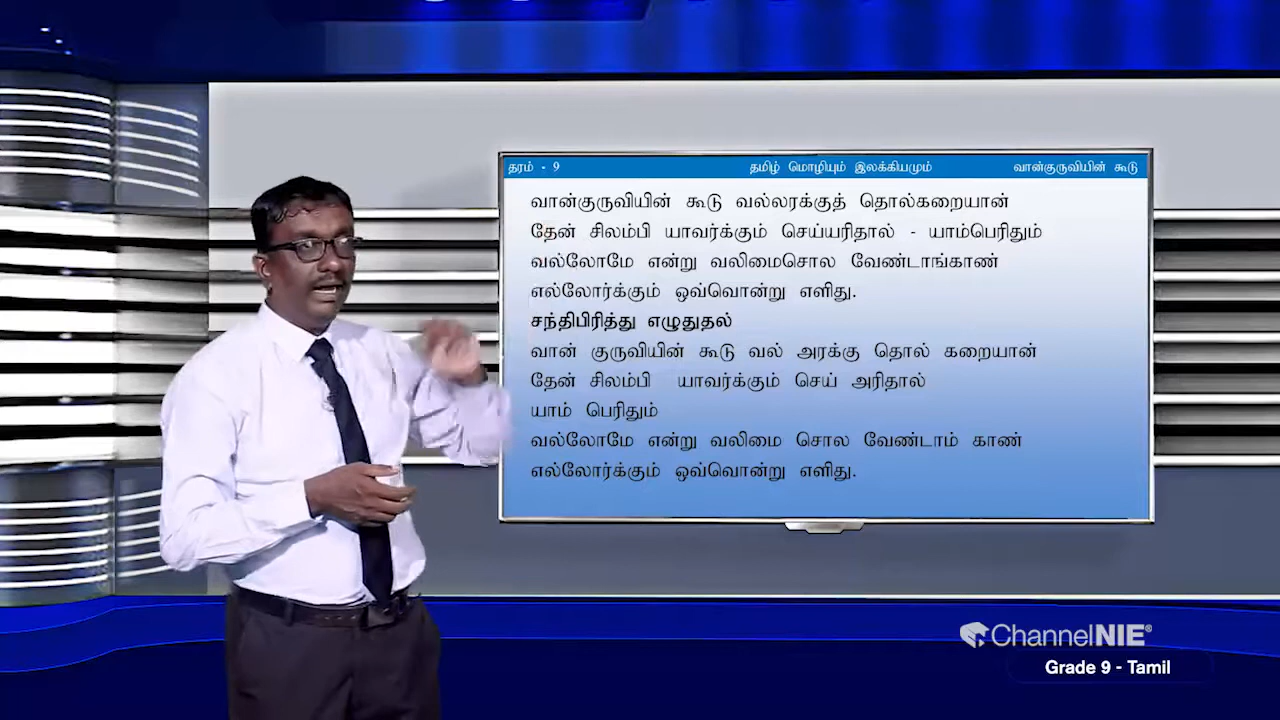 தரம் - 9 தமிழ் மொழியும் இலக்கியமும் வான்குருவியின் கூடு
வான்குருவியின் கூடு வல்லரக்குத் தொல்கறையான்
தேன் சிலம்பி யாவர்க்கும் செய்யரிதால் - யாம்பெரிதும்
வல்லோமே என்று வலிமைசொல வேண்டாங்காண்
எல்லோர்க்கும் ஒவ்வொன்று எளிது.
சந்திபிரித்து எழுதுதல்
வான் குருவியின் கூடு வல் அரக்கு தொல் கறையான்
தேன் சிலம்பி யாவர்க்கும் செய் அரிதால்
யாம் பெரிதும்
வல்லோமே என்று வலிமை சொல வேண்டாம் காண்
எல்லோர்க்கும் ஒவ்வொன்று எளிது.
ChannelNIE®
Grade 9 - Tamil